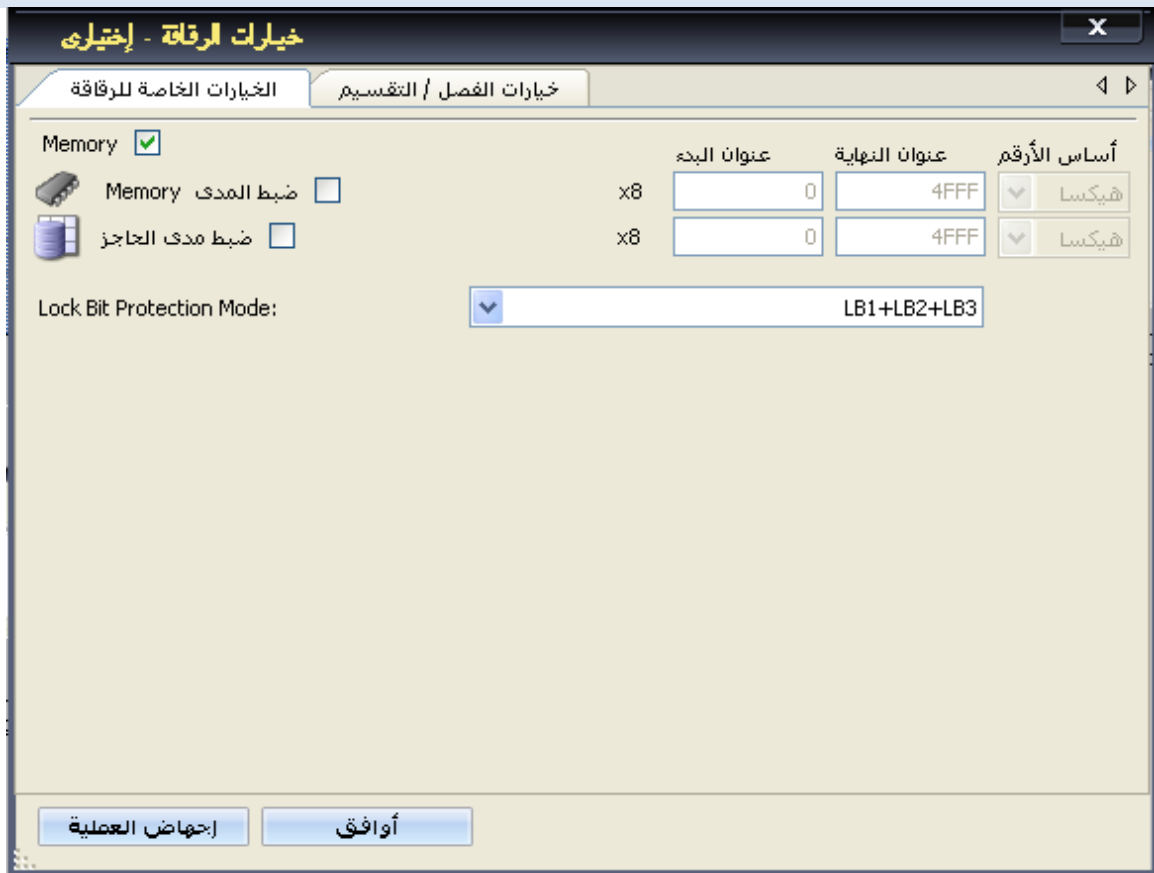 خيارات الرقاقة - إختيارى
X
الخيارات الخاصة للرقاقة
خيارات الفصل / التقسيم
Memory
عنوان البدء عنوان النهاية أساس الأرقم
Memory ضبط المدى x8 0 4FFF هيكسا
ضبط مدى الحاجز x8 0 4FFF هيكسا
Lock Bit Protection Mode: LB1+LB2+LB3
إجهاض العملية
أوافق